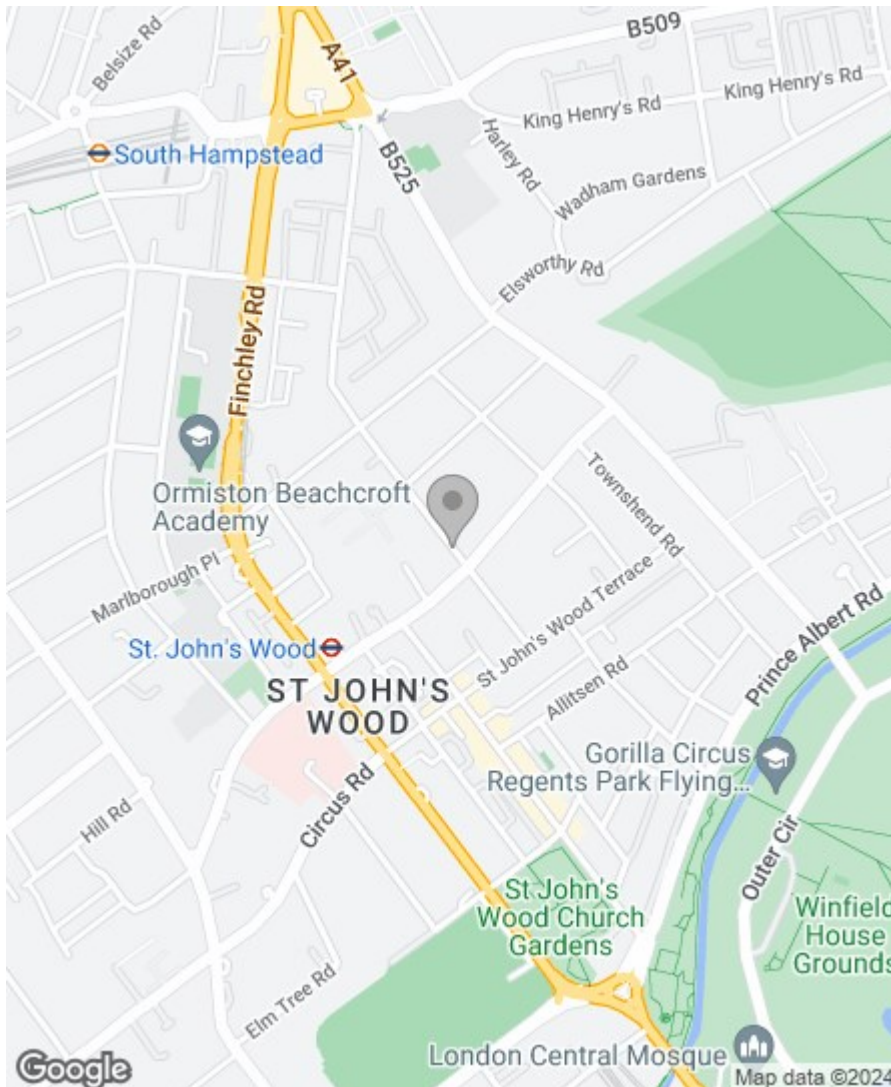 Belsize Rd
A41
B509
King Henry's Rd
King Henry's Rd
South Hampstead
B525
Harley Rd
Wadham Gardens
Elsworthy Rd
Finchley Rd
Ormiston Beachcroft
Academy
Townshend Rd
Marlborough Pl
St John's Wood Terrace
Prince Albert Rd
St. John's Wood
ST JOHN'S
WOOD
Allitsen Rd
Gorilla Circus
Regents Park Flying...
Circus Rd
Hill Rd
Outer Cir
St John's
Wood Church
Gardens
Winfield
House
Grounds
Elm Tree Rd
London Central Mosque
Google
Map data ©2024